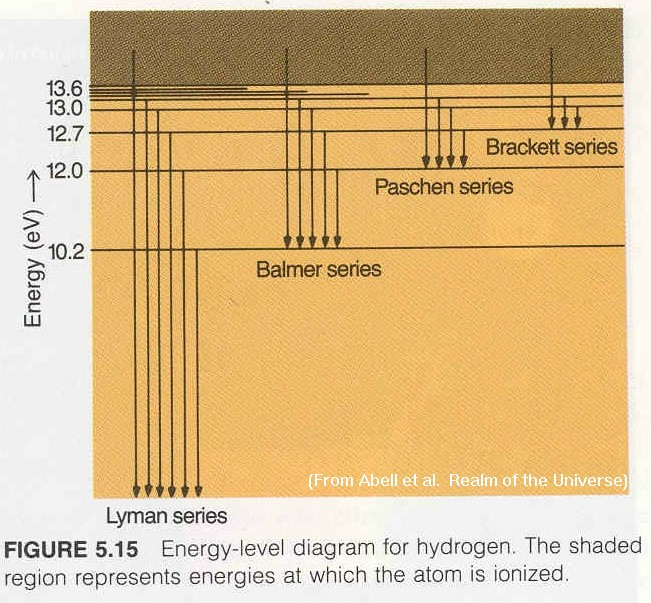 13.6
13.0
12.7
12.0
10.2
Energy (eV) →
Brackett series
Paschen series
Balmer series
(From Abell et al. Realm of the Universe)
Lyman series
FIGURE 5.15 Energy-level diagram for hydrogen. The shaded
region represents energies at which the atom is ionized.